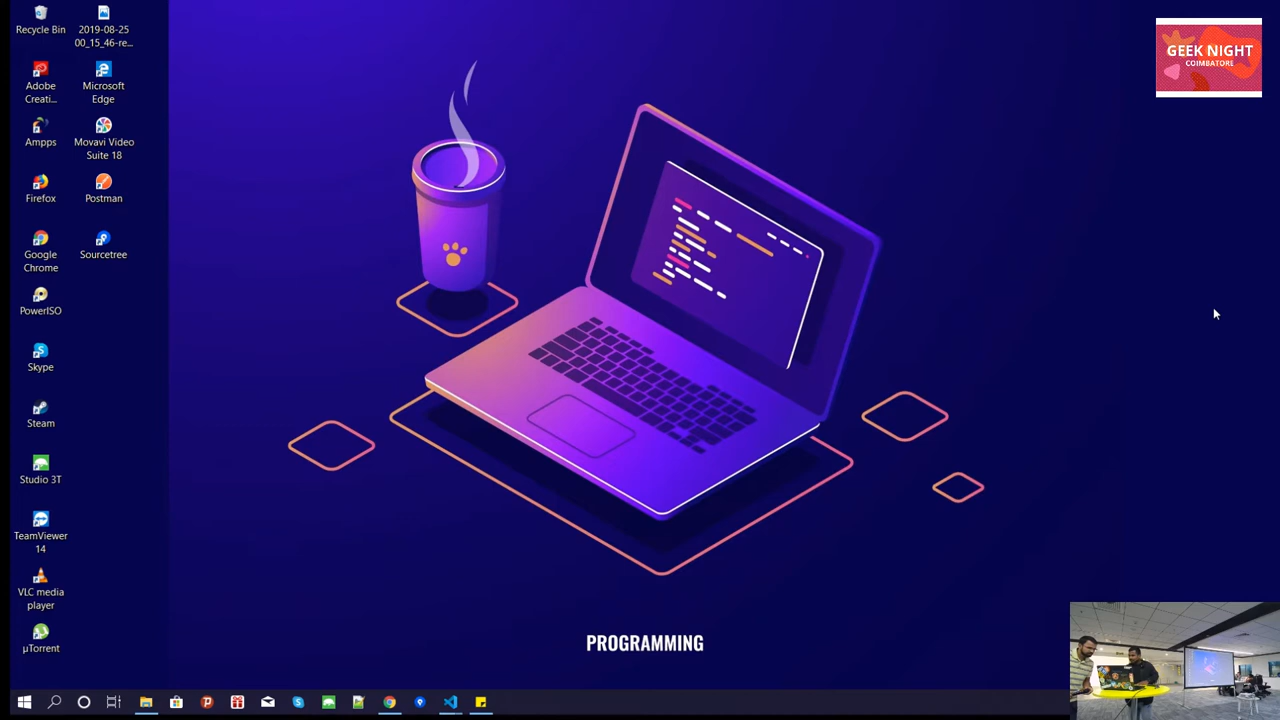 Recycle Bin
2019-08-25
00_15_46-re...
Adobe
Creati...
Microsoft
Edge
Ampps
Movavi Video
Suite 18
Firefox
Postman
Google
Chrome
Sourcetree
PowerISO
Skype
Steam
Studio 3T
TeamViewer
14
VLC media
player
µTorrent
GEEK NIGHT
COIMBATORE
PROGRAMMING